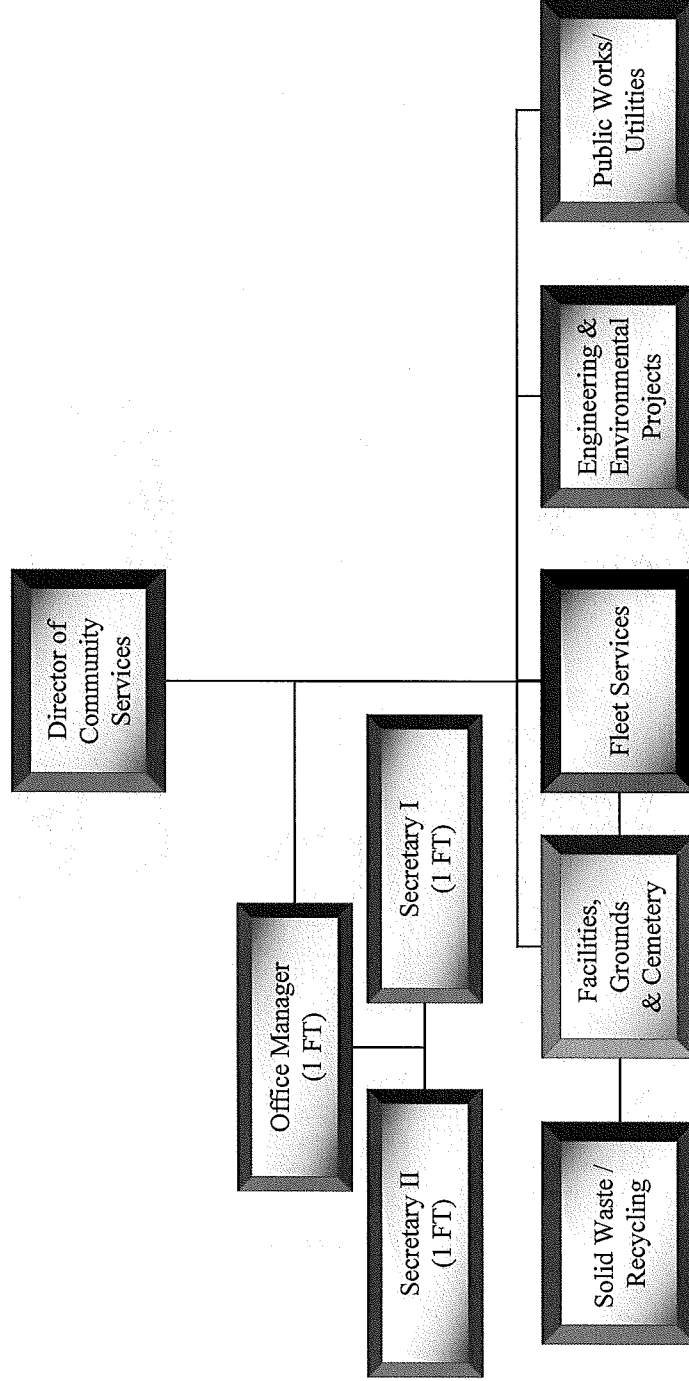 Director of
Community
Services
Office Manager
(1 FT)
Secretary II
(1 FT)
Secretary I
(1 FT)
Solid Waste /
Recycling
Facilities,
Grounds
& Cemetery
Fleet Services
Engineering &
Environmental
Projects
Public Works/
Utilities